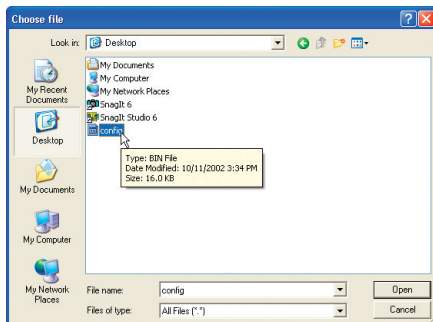 Choose file
Look in: Desktop
My Recent
Documents
Desktop
My Documents
My Computer
My Network
Places
My Documents
My Computer
My Network Places
SnagIt 6
SnagIt Studio 6
config
Type: BIN File
Date Modified: 10/11/2002 3:34 PM
Size: 16.0 KB
File name: config Open
Files of type: All Files (*.*) Cancel